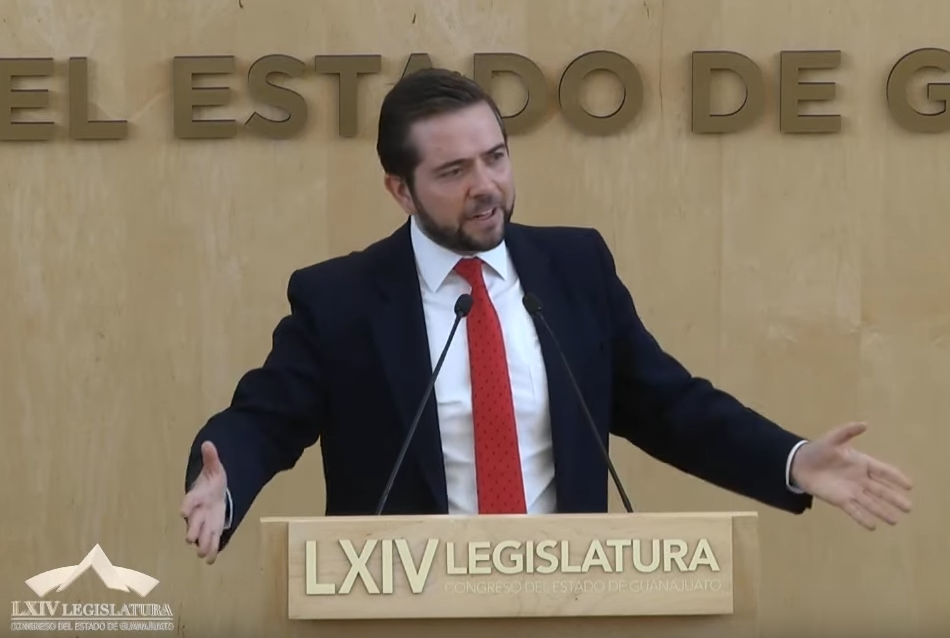 EL ESTADO DE G
LXIV LEGISLATURA
CONGRESO DEL ESTADO DE GUANAJUATO
LXIV LEGISLATURA
CONGRESO DEL ESTADO DE GUANAJUATO